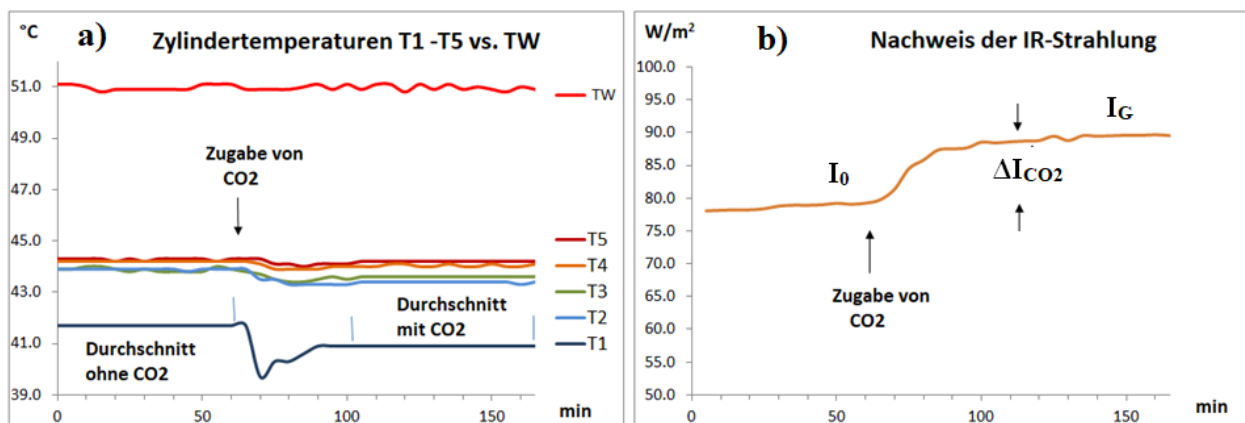 °C
a)
Zylindertemperaturen T1 -T5 vs. TW
51.0
49.0
47.0
45.0
43.0
41.0
39.0
TW
Zugabe von
CO2
T5
T4
T3
T2
T1
Durchschnitt
mit CO2
Durchschnitt
ohne CO2
0
50
100
150
min
W/m²
b)
Nachweis der IR-Strahlung
100.0
95.0
90.0
85.0
80.0
75.0
70.0
65.0
60.0
55.0
50.0
I₀
I_G
ΔI_CO2
Zugabe von
CO2
0
50
100
150
min